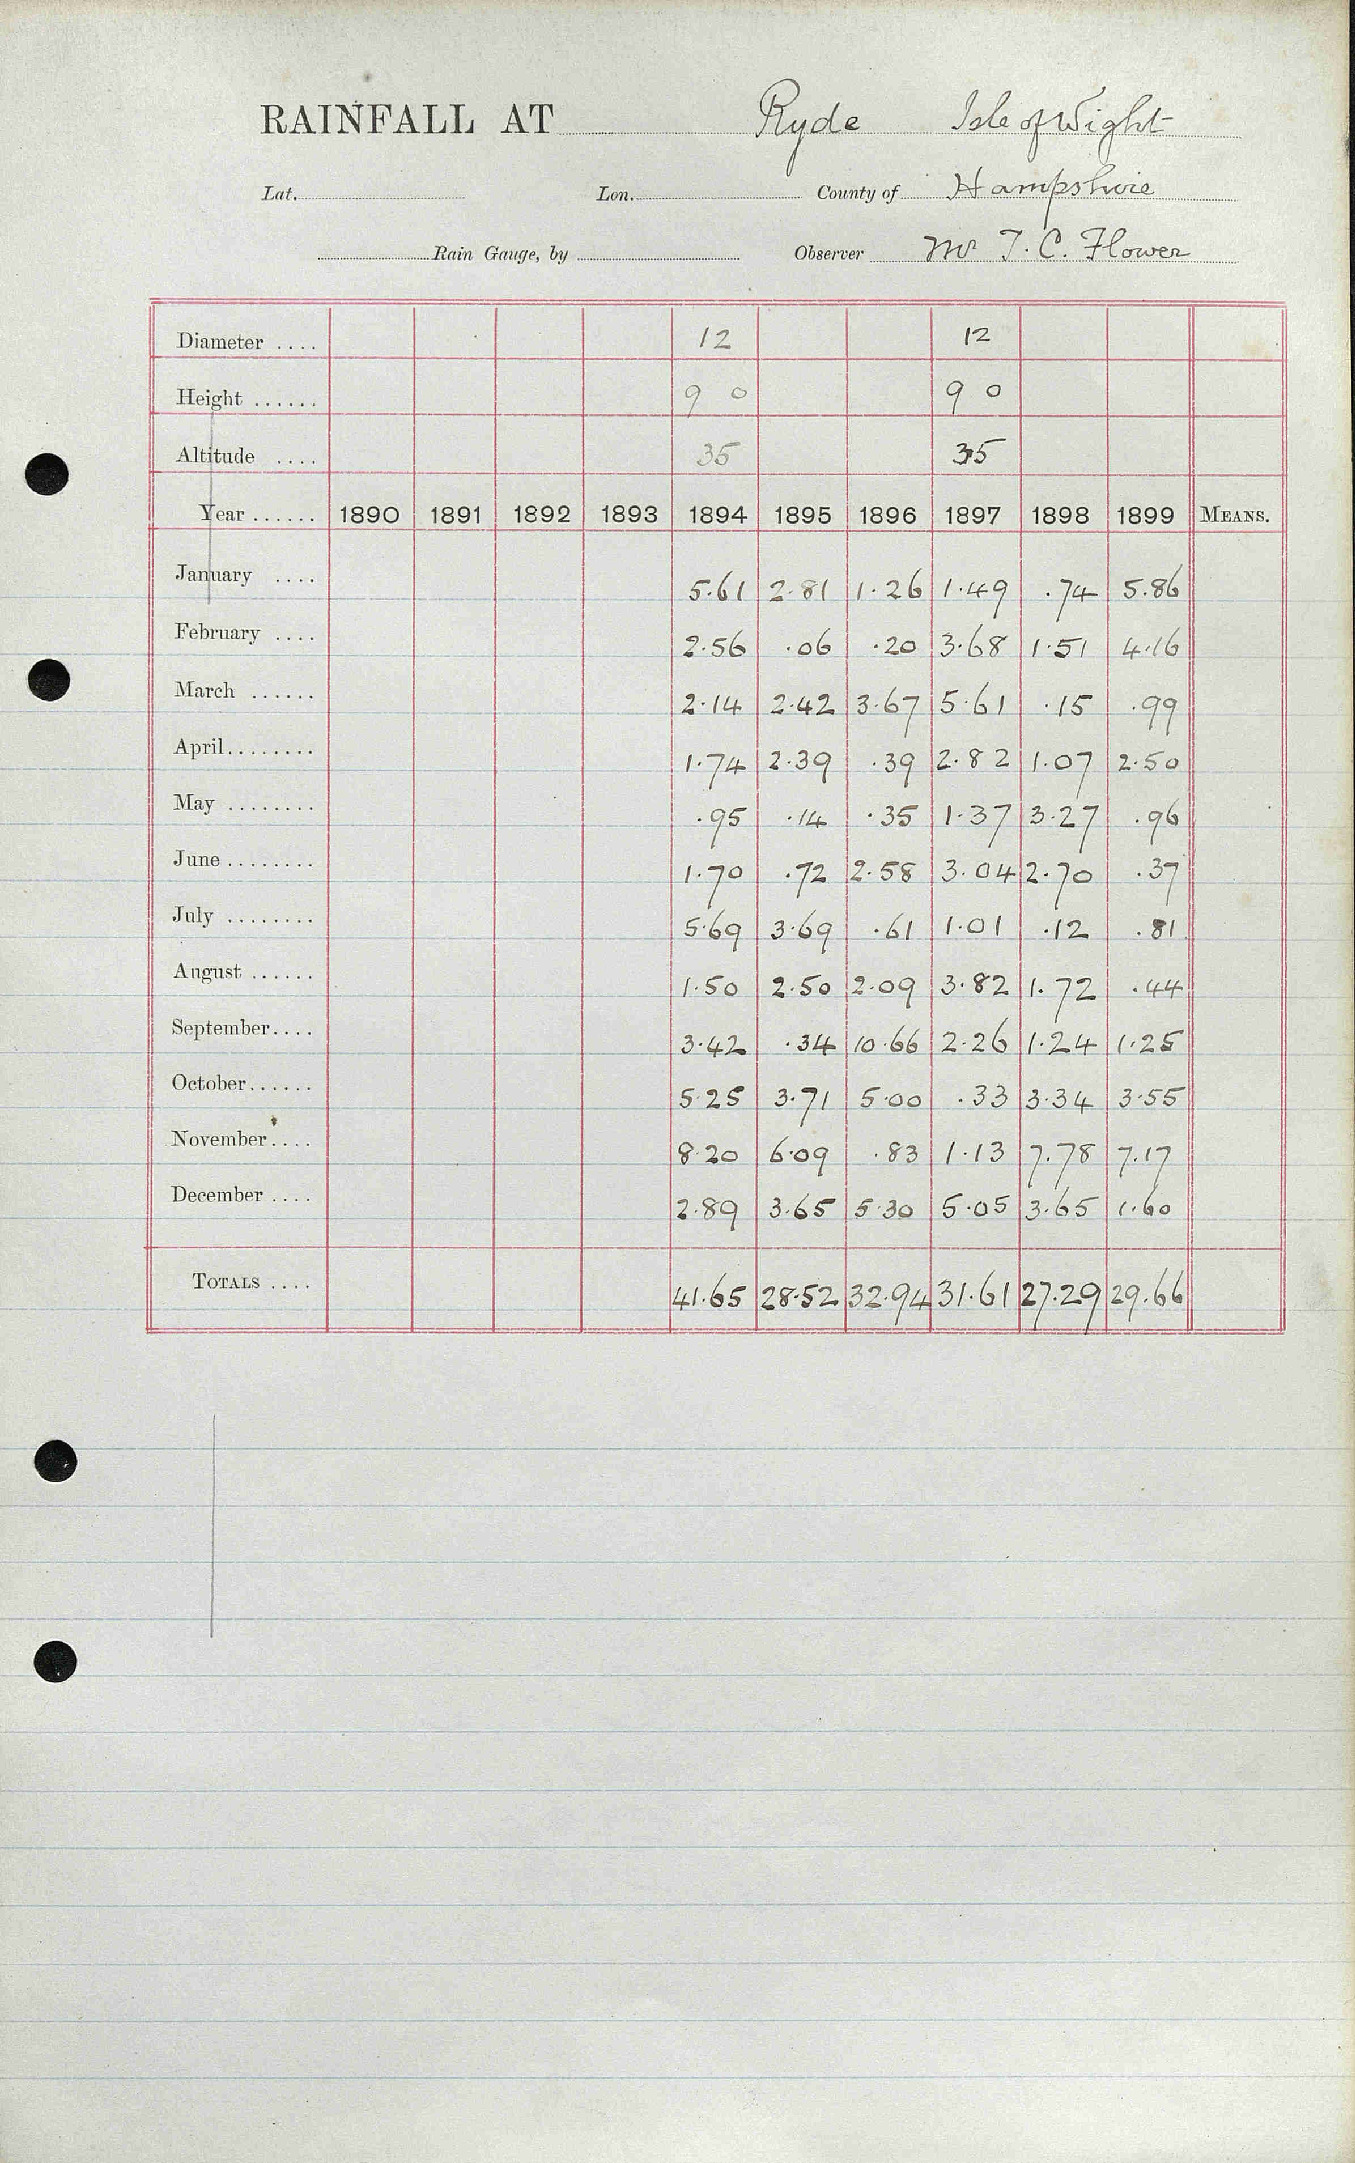 RAINFALL AT Ryde Isle of Wight
Lat. Lon. County of Hampshire
Rain Gauge, by Observer Mr T. C. Flower
Diameter .... 12 12
Height ...... 9 0 9 0
Altitude .... 35 35
Year ...... 1890 1891 1892 1893 1894 1895 1896 1897 1898 1899 MEANS.
January .... 5.61 2.81 1.26 1.49 .74 5.86
February .... 2.56 .06 .20 3.68 1.51 4.16
March ...... 2.14 2.42 3.67 5.61 .15 .99
April........ 1.74 2.39 .39 2.82 1.07 2.50
May ........ .95 .14 .35 1.37 3.27 .96
June ........ 1.70 .72 2.58 3.04 2.70 .37
July ........ 5.69 3.69 .61 1.01 .12 .81
August ...... 1.50 2.50 2.09 3.82 1.72 .44
September.... 3.42 .34 10.66 2.26 1.24 1.25
October...... 5.25 3.71 5.00 .33 3.34 3.55
November.... 8.20 6.09 .83 1.13 7.78 7.17
December .... 2.89 3.65 5.30 5.05 3.65 1.60
TOTALS .... 41.65 28.52 32.94 31.61 27.29 29.66